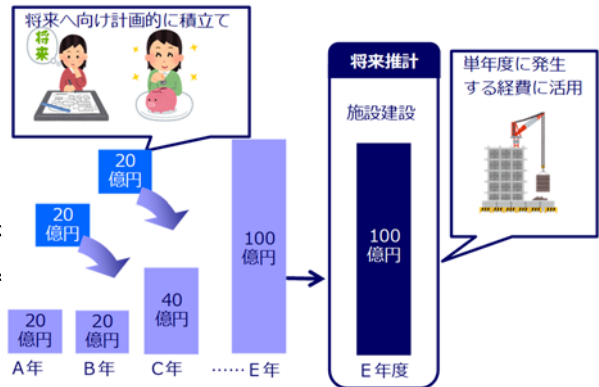 将来へ向け計画的に積立て
将来
20
億円
20
億円
20
億円
20
億円
40
億円
100
億円
A年
B年
C年
……E年
将来推計
施設建設
100
億円
E年度
単年度に発生
する経費に活用